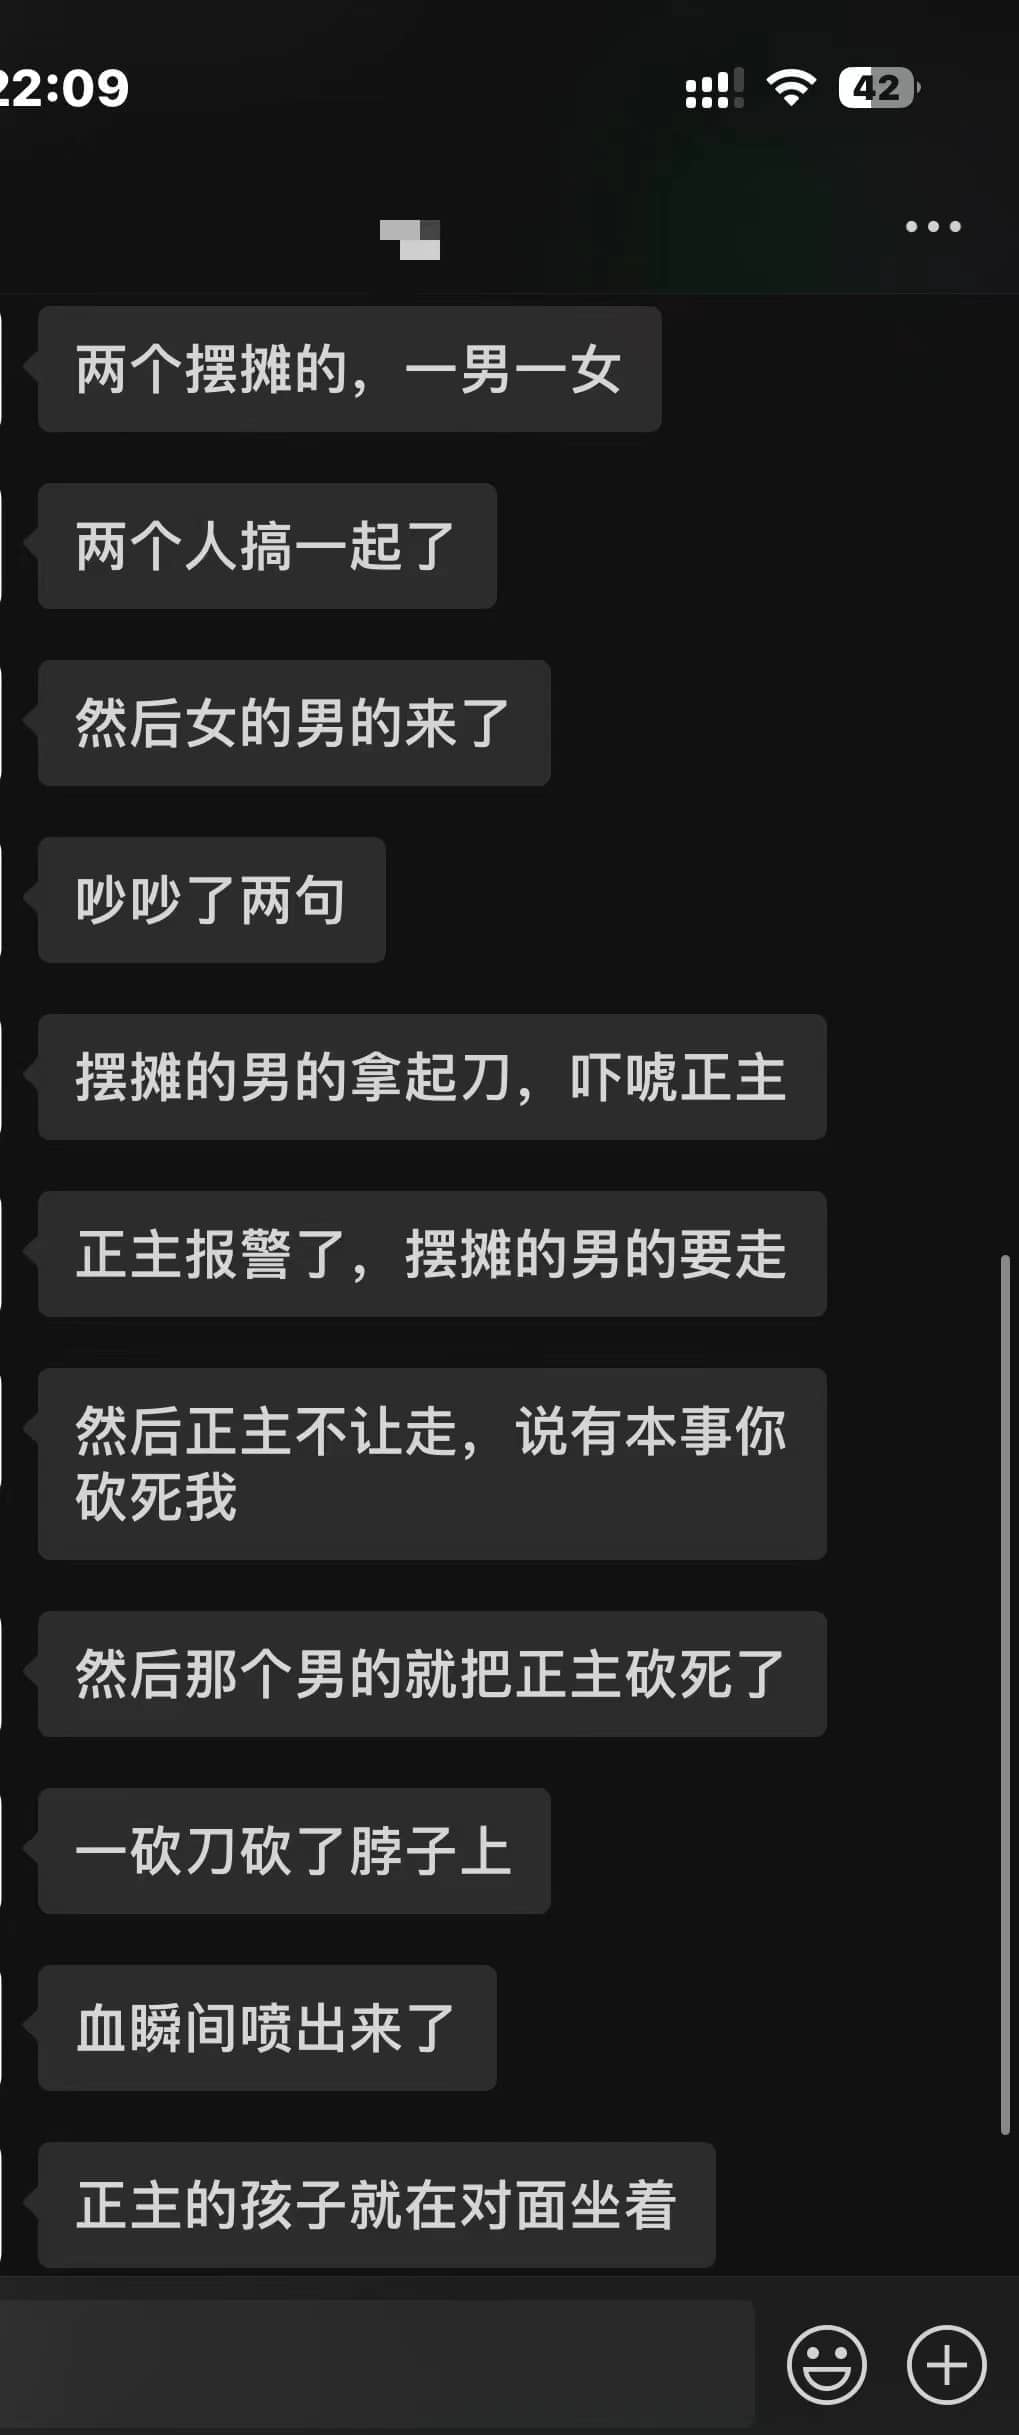 22:09
42
两个摆摊的，一男一女
两个人搞一起了
然后女的男的来了
吵吵了两句
摆摊的男的拿起刀，吓唬正主
正主报警了，摆摊的男的要走
然后正主不让走，说有本事你
砍死我
然后那个男的就把正主砍死了
一砍刀砍了脖子上
血瞬间喷出来了
正主的孩子就在对面坐着